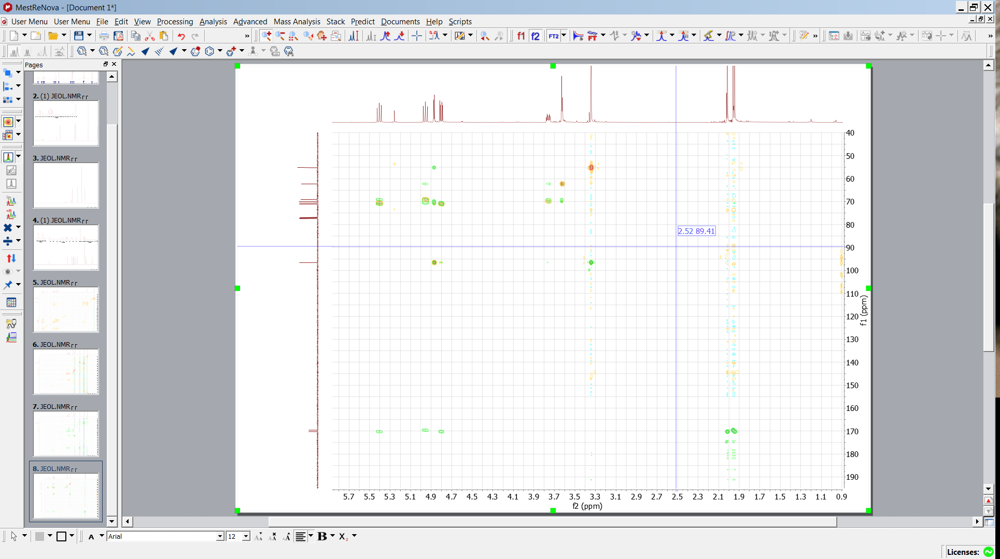 MestReNova - [Document 1*]
User Menu User Menu File Edit View Processing Analysis Advanced Mass Analysis Stack Predict Documents Help Scripts
» f1 f2 FT2 FT » »
Pages
2. (1) JEOL.NMR
3. JEOL.NMR
4. (1) JEOL.NMR
5. JEOL.NMR
6. JEOL.NMR
7. JEOL.NMR
8. JEOL.NMR
40
50
60
70
80
2.52 89.41
90
100
110
120
130
140
150
160
170
180
190
f1 (ppm)
5.7 5.5 5.3 5.1 4.9 4.7 4.5 4.3 4.1 3.9 3.7 3.5 3.3 3.1 2.9 2.7 2.5 2.3 2.1 1.9 1.7 1.5 1.3 1.1 0.9
f2 (ppm)
A Arial 12 B X₂
Licenses: